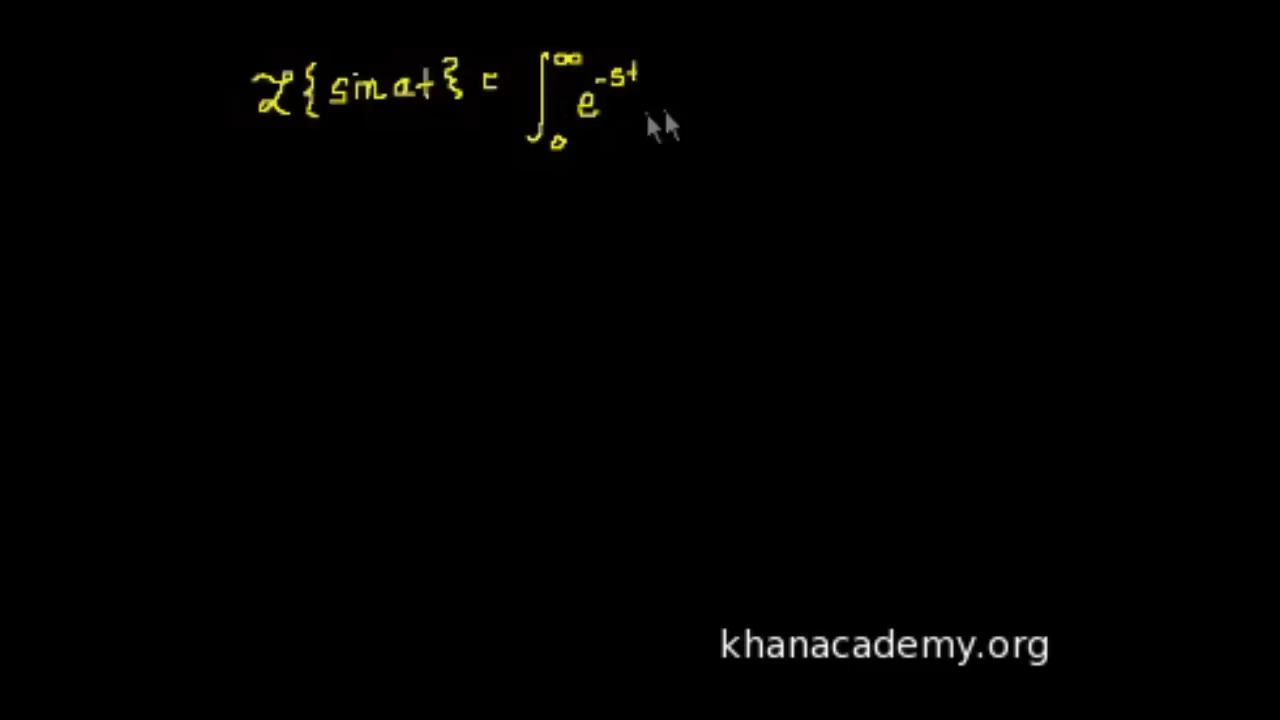 ℒ{sin at} = ∫₀^∞ e^{-st}
khanacademy.org